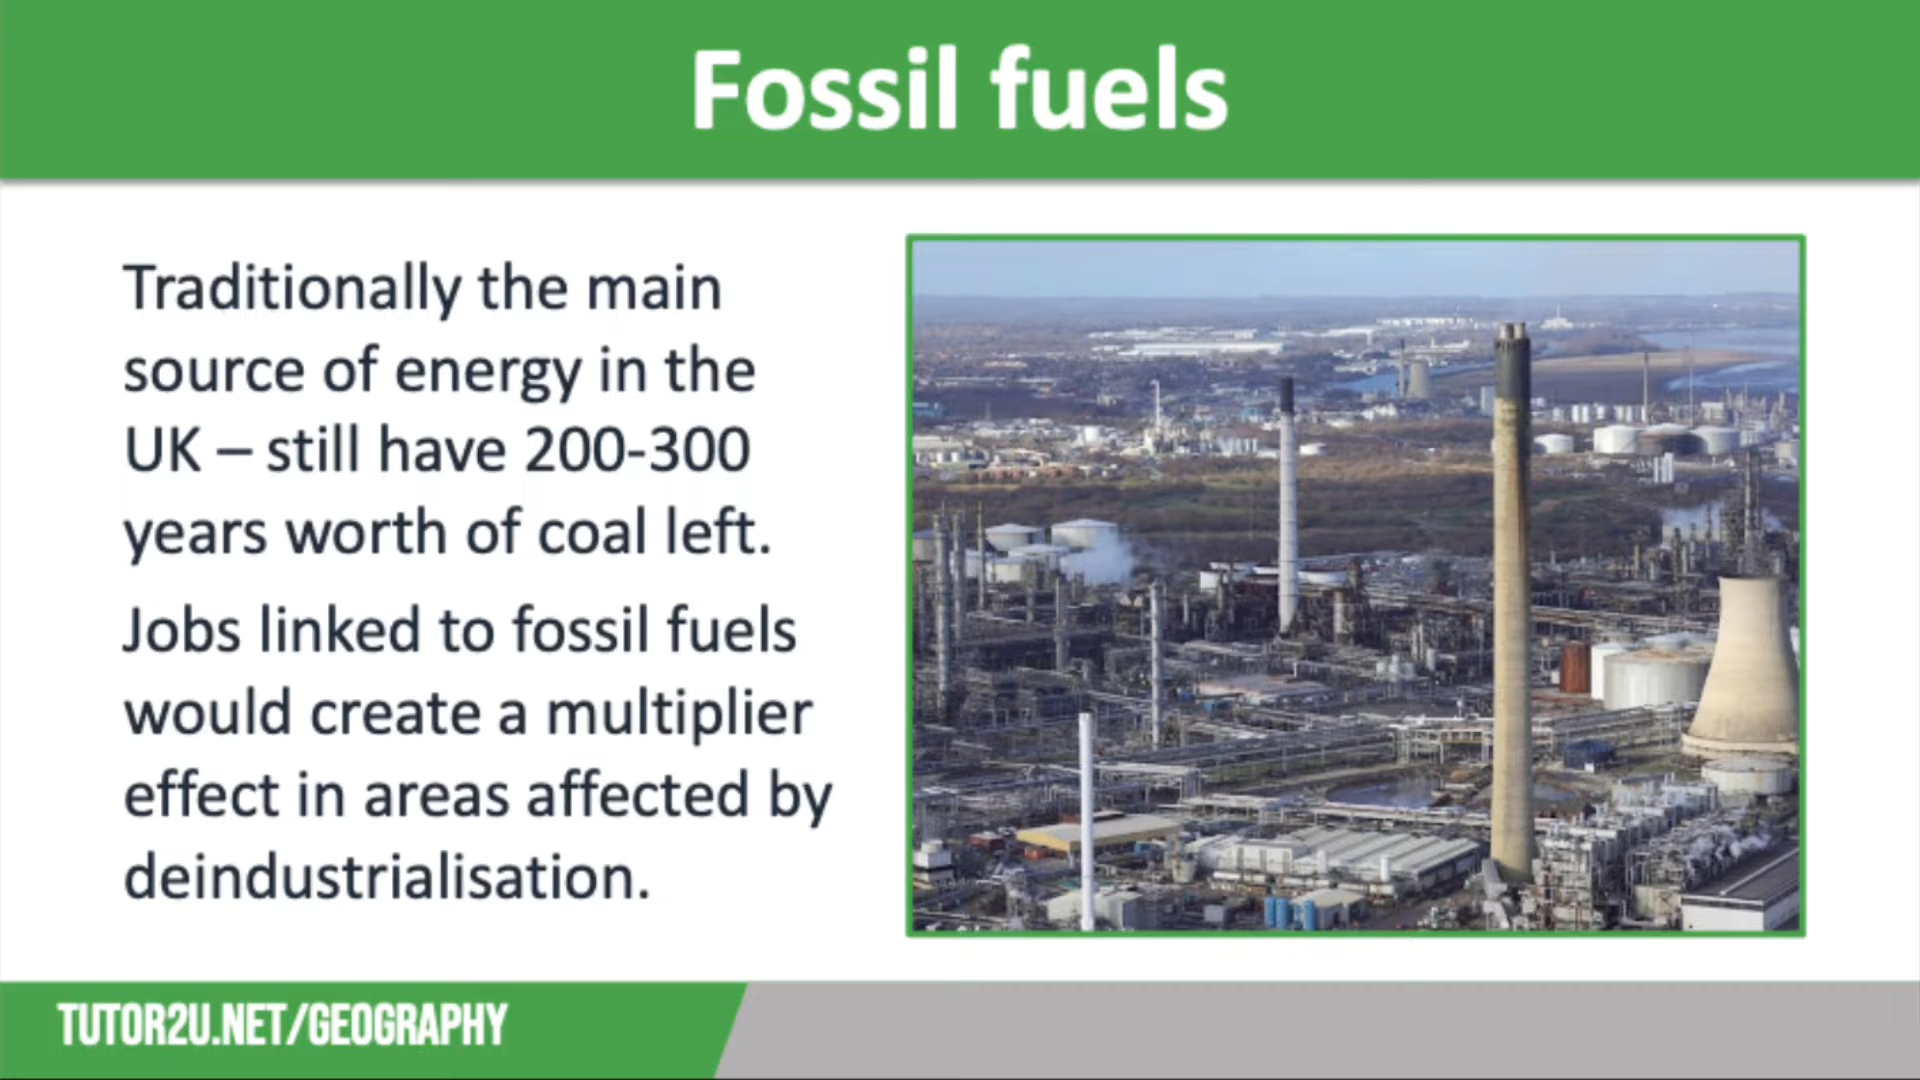 Fossil fuels
Traditionally the main
source of energy in the
UK – still have 200-300
years worth of coal left.
Jobs linked to fossil fuels
would create a multiplier
effect in areas affected by
deindustrialisation.
TUTOR2U.NET/GEOGRAPHY